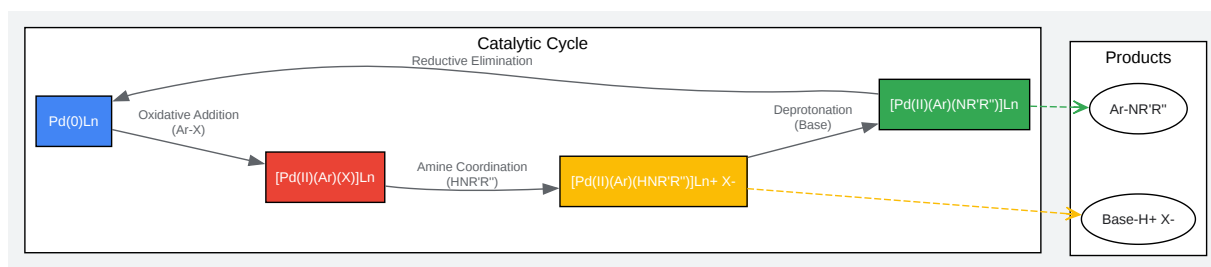 Catalytic Cycle
Reductive Elimination
Pd(0)Ln
Oxidative Addition
(Ar-X)
[Pd(II)(Ar)(X)]Ln
Amine Coordination
(HNR'R")
[Pd(II)(Ar)(HNR'R")]Ln+ X-
Deprotonation
(Base)
[Pd(II)(Ar)(NR'R")]Ln
Products
Ar-NR'R"
Base-H+ X-